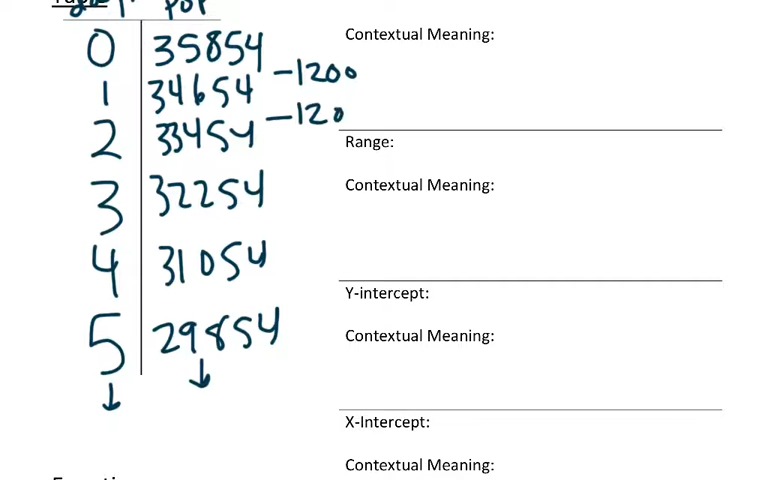 pop
0 35854
1 34654 -1200
2 33454 -120
3 32254
4 31054
5 29854
Contextual Meaning:
Range:
Contextual Meaning:
Y-intercept:
Contextual Meaning:
X-Intercept:
Contextual Meaning: